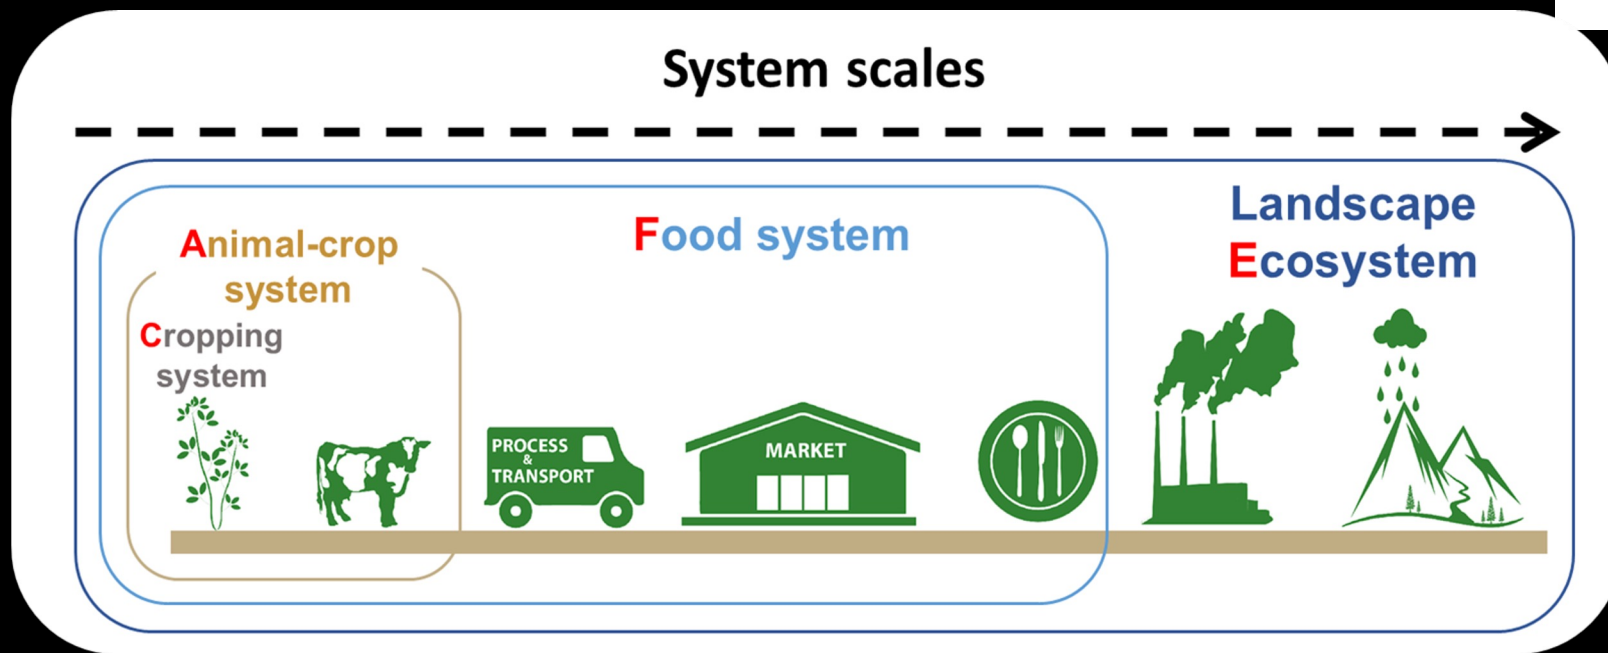 System scales
Landscape
Ecosystem
Food system
Animal-crop
system
Cropping
system
PROCESS
&
TRANSPORT
MARKET